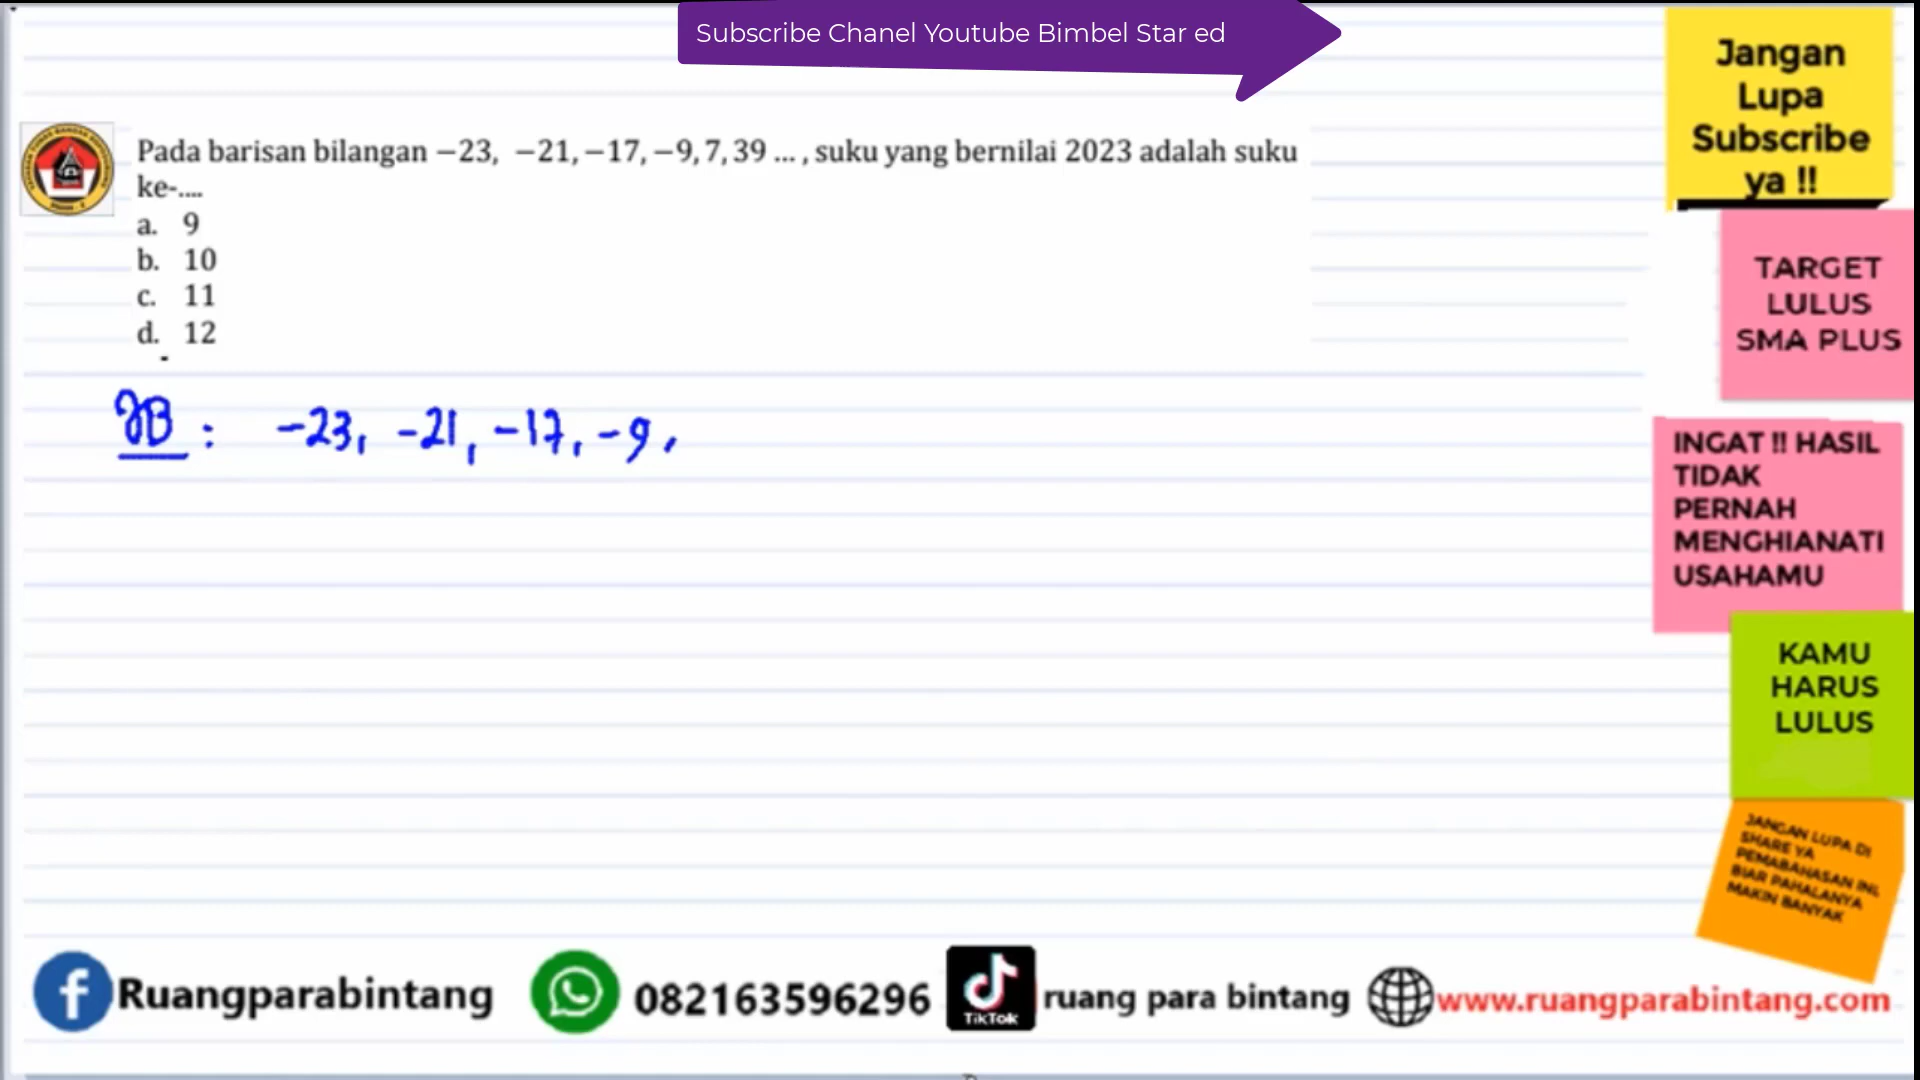 Subscribe Chanel Youtube Bimbel Star ed
Jangan
Lupa
Subscribe
ya !!
Pada barisan bilangan −23, −21, −17, −9, 7, 39 ... , suku yang bernilai 2023 adalah suku
ke-....
a. 9
b. 10
c. 11
d. 12
TARGET
LULUS
SMA PLUS
JB : -23, -21, -17, -9,
INGAT !! HASIL
TIDAK
PERNAH
MENGHIANATI
USAHAMU
KAMU
HARUS
LULUS
JANGAN LUPA DI
SHARE YA
PEMABAHASAN INI,
BIAR PAHALANYA
MAKIN BANYAK
Ruangparabintang
082163596296
TikTok
ruang para bintang
www.ruangparabintang.com